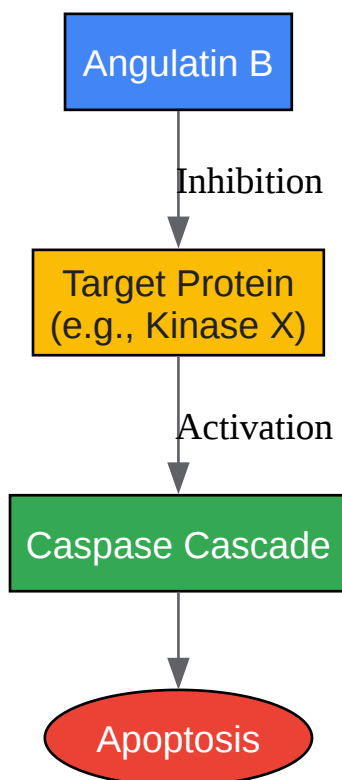 Angulatin B
Inhibition
Target Protein
(e.g., Kinase X)
Activation
Caspase Cascade
Apoptosis